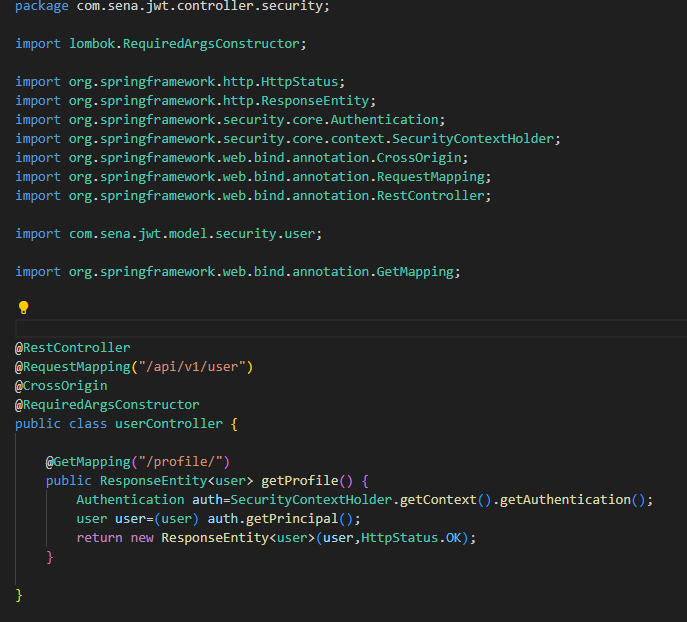 package com.sena.jwt.controller.security;
import lombok.RequiredArgsConstructor;
import org.springframework.http.HttpStatus;
import org.springframework.http.ResponseEntity;
import org.springframework.security.core.Authentication;
import org.springframework.security.core.context.SecurityContextHolder;
import org.springframework.web.bind.annotation.CrossOrigin;
import org.springframework.web.bind.annotation.RequestMapping;
import org.springframework.web.bind.annotation.RestController;
import com.sena.jwt.model.security.user;
import org.springframework.web.bind.annotation.GetMapping;
@RestController
@RequestMapping("/api/v1/user")
@CrossOrigin
@RequiredArgsConstructor
public class userController {
    @GetMapping("/profile/")
    public ResponseEntity<user> getProfile() {
        Authentication auth=SecurityContextHolder.getContext().getAuthentication();
        user user=(user) auth.getPrincipal();
        return new ResponseEntity<user>(user,HttpStatus.OK);
    }
}